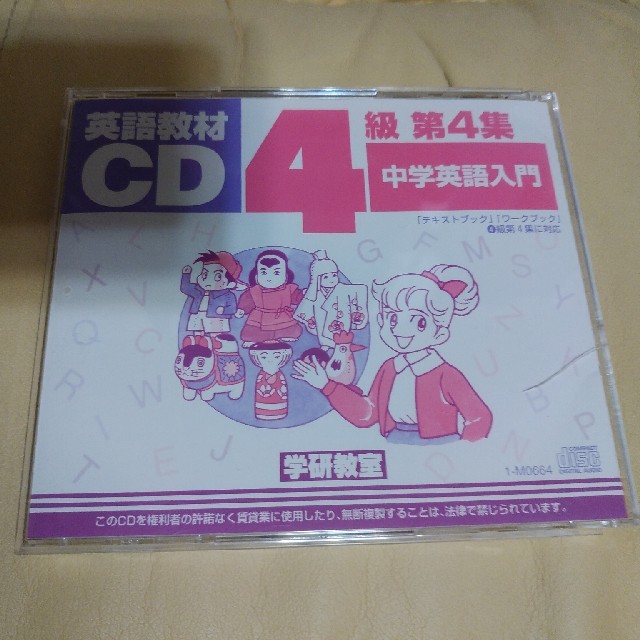 英語教材
CD
4級 第4集
中学英語入門
「テキストブック」「ワークブック」
❹級第4集に対応
A L H G F M S U
X V N Y
Q C U
R W B
I E J D N P
T
学研教室
1-M0664
COMPACT
disc
DIGITAL AUDIO
このCDを権利者の許諾なく賃貸業に使用したり、無断複製することは、法律で禁じられています。